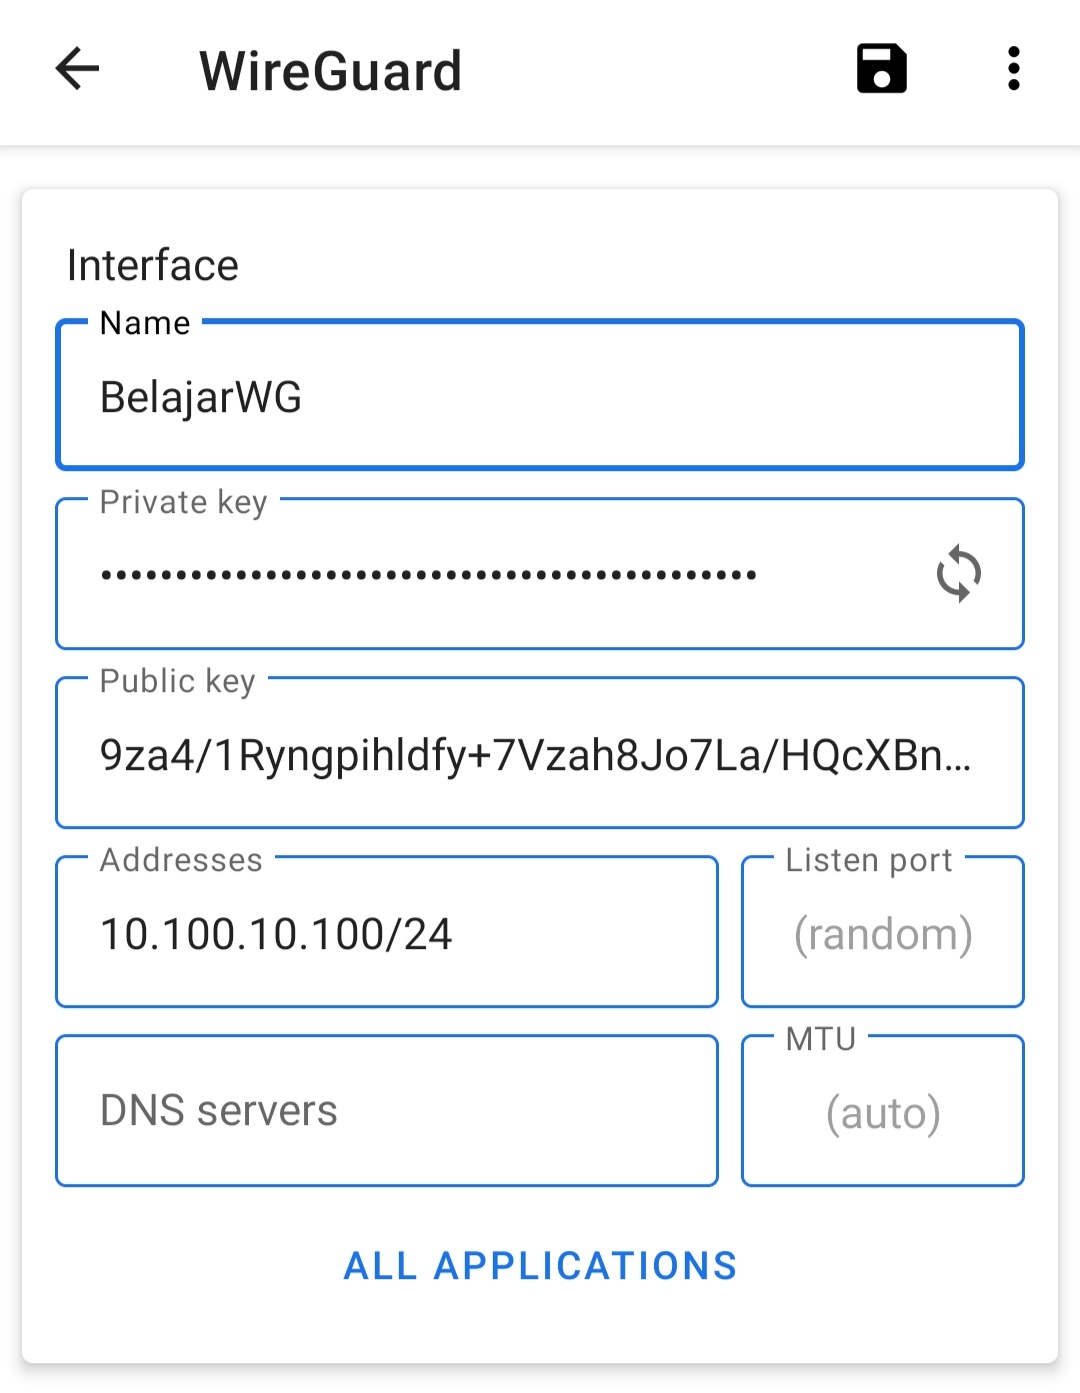 WireGuard
Interface
Name
BelajarWG
Private key
••••••••••••••••••••••••••••••••••••••••••••
Public key
9za4/1Ryngpihldfy+7Vzah8Jo7La/HQcXBn...
Addresses
10.100.10.100/24
Listen port
(random)
DNS servers
MTU
(auto)
ALL APPLICATIONS